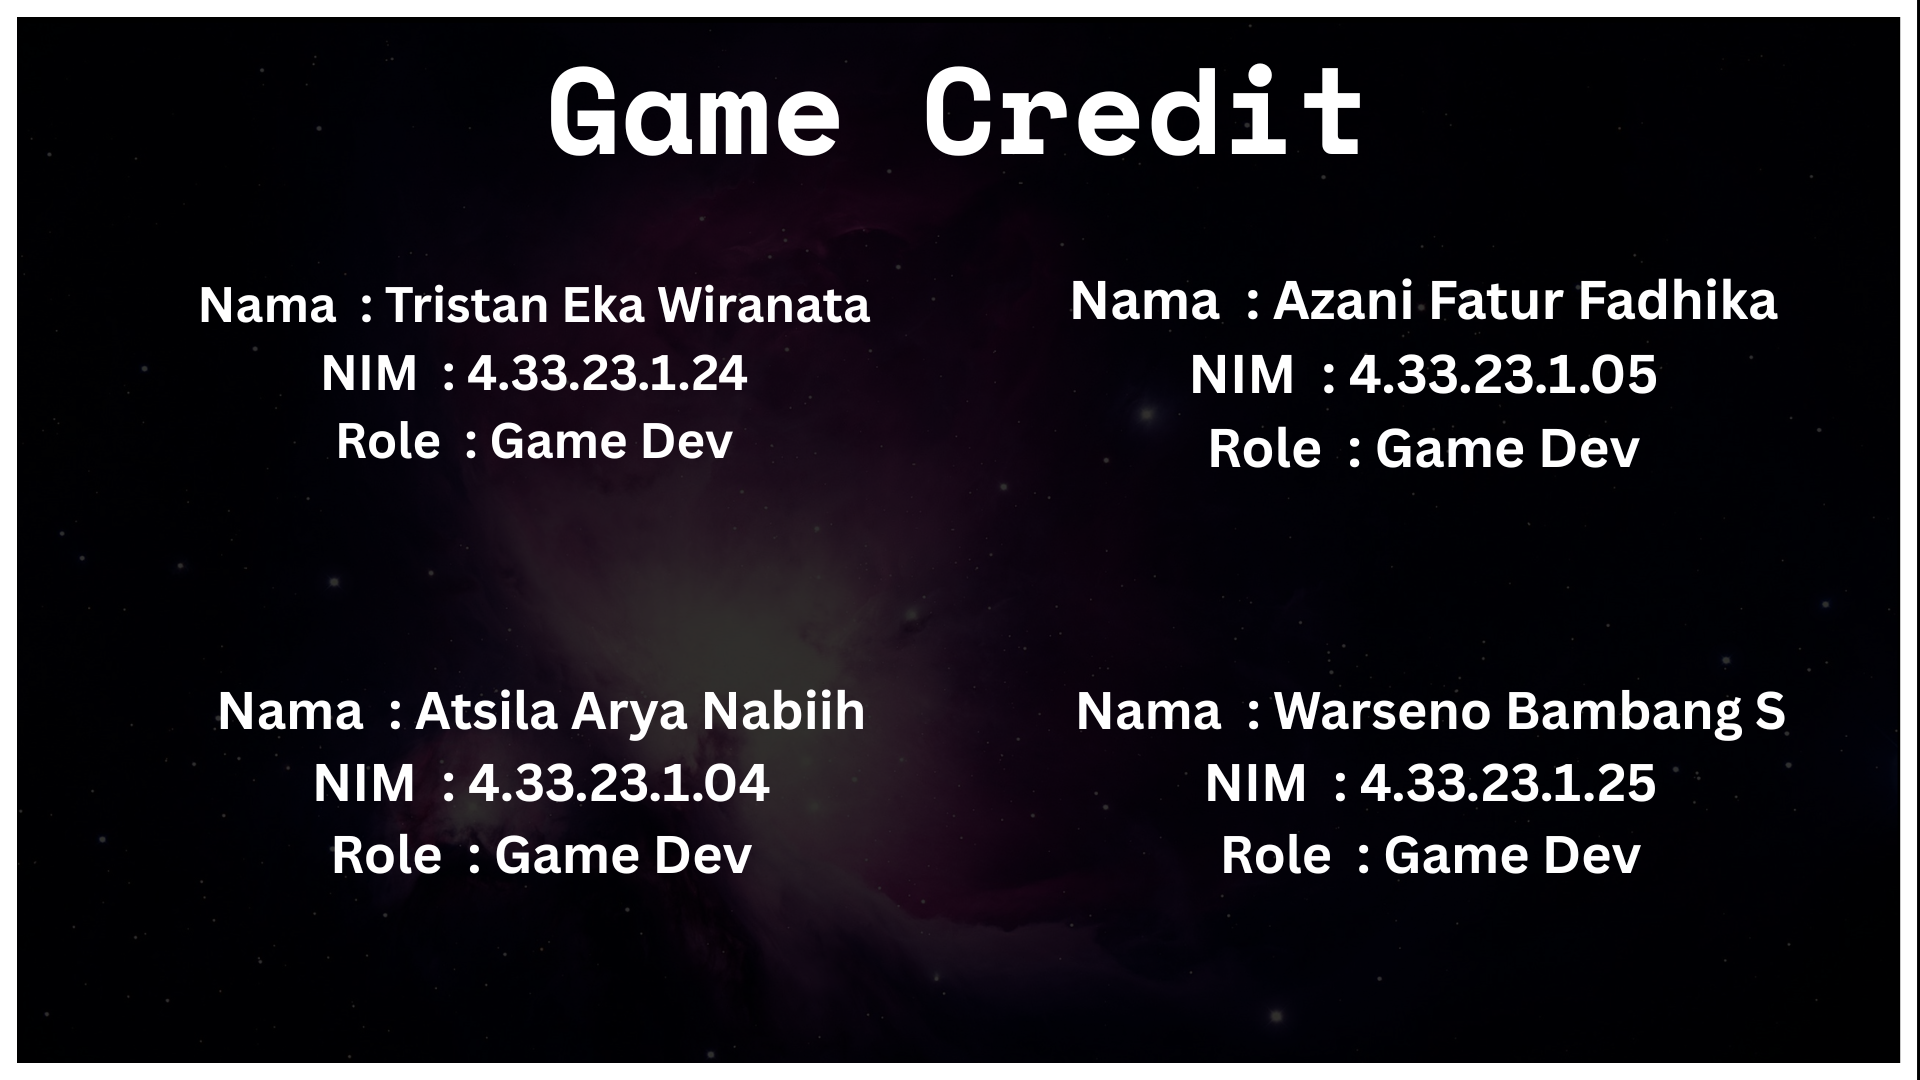 Game Credit
Nama : Tristan Eka Wiranata
NIM : 4.33.23.1.24
Role : Game Dev
Nama : Azani Fatur Fadhika
NIM : 4.33.23.1.05
Role : Game Dev
Nama : Atsila Arya Nabiih
NIM : 4.33.23.1.04
Role : Game Dev
Nama : Warseno Bambang S
NIM : 4.33.23.1.25
Role : Game Dev